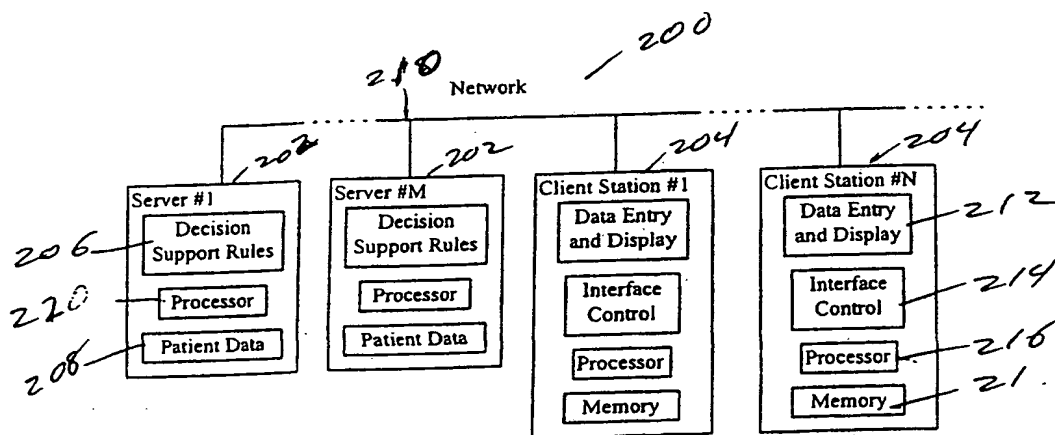 200
Network
202
202
204
204
Server #1
Decision
Support Rules
Processor
Patient Data
Server #M
Decision
Support Rules
Processor
Patient Data
Client Station #1
Data Entry
and Display
Interface
Control
Processor
Memory
Client Station #N
Data Entry
and Display
Interface
Control
Processor
Memory
206
220
208
212
214
216
21